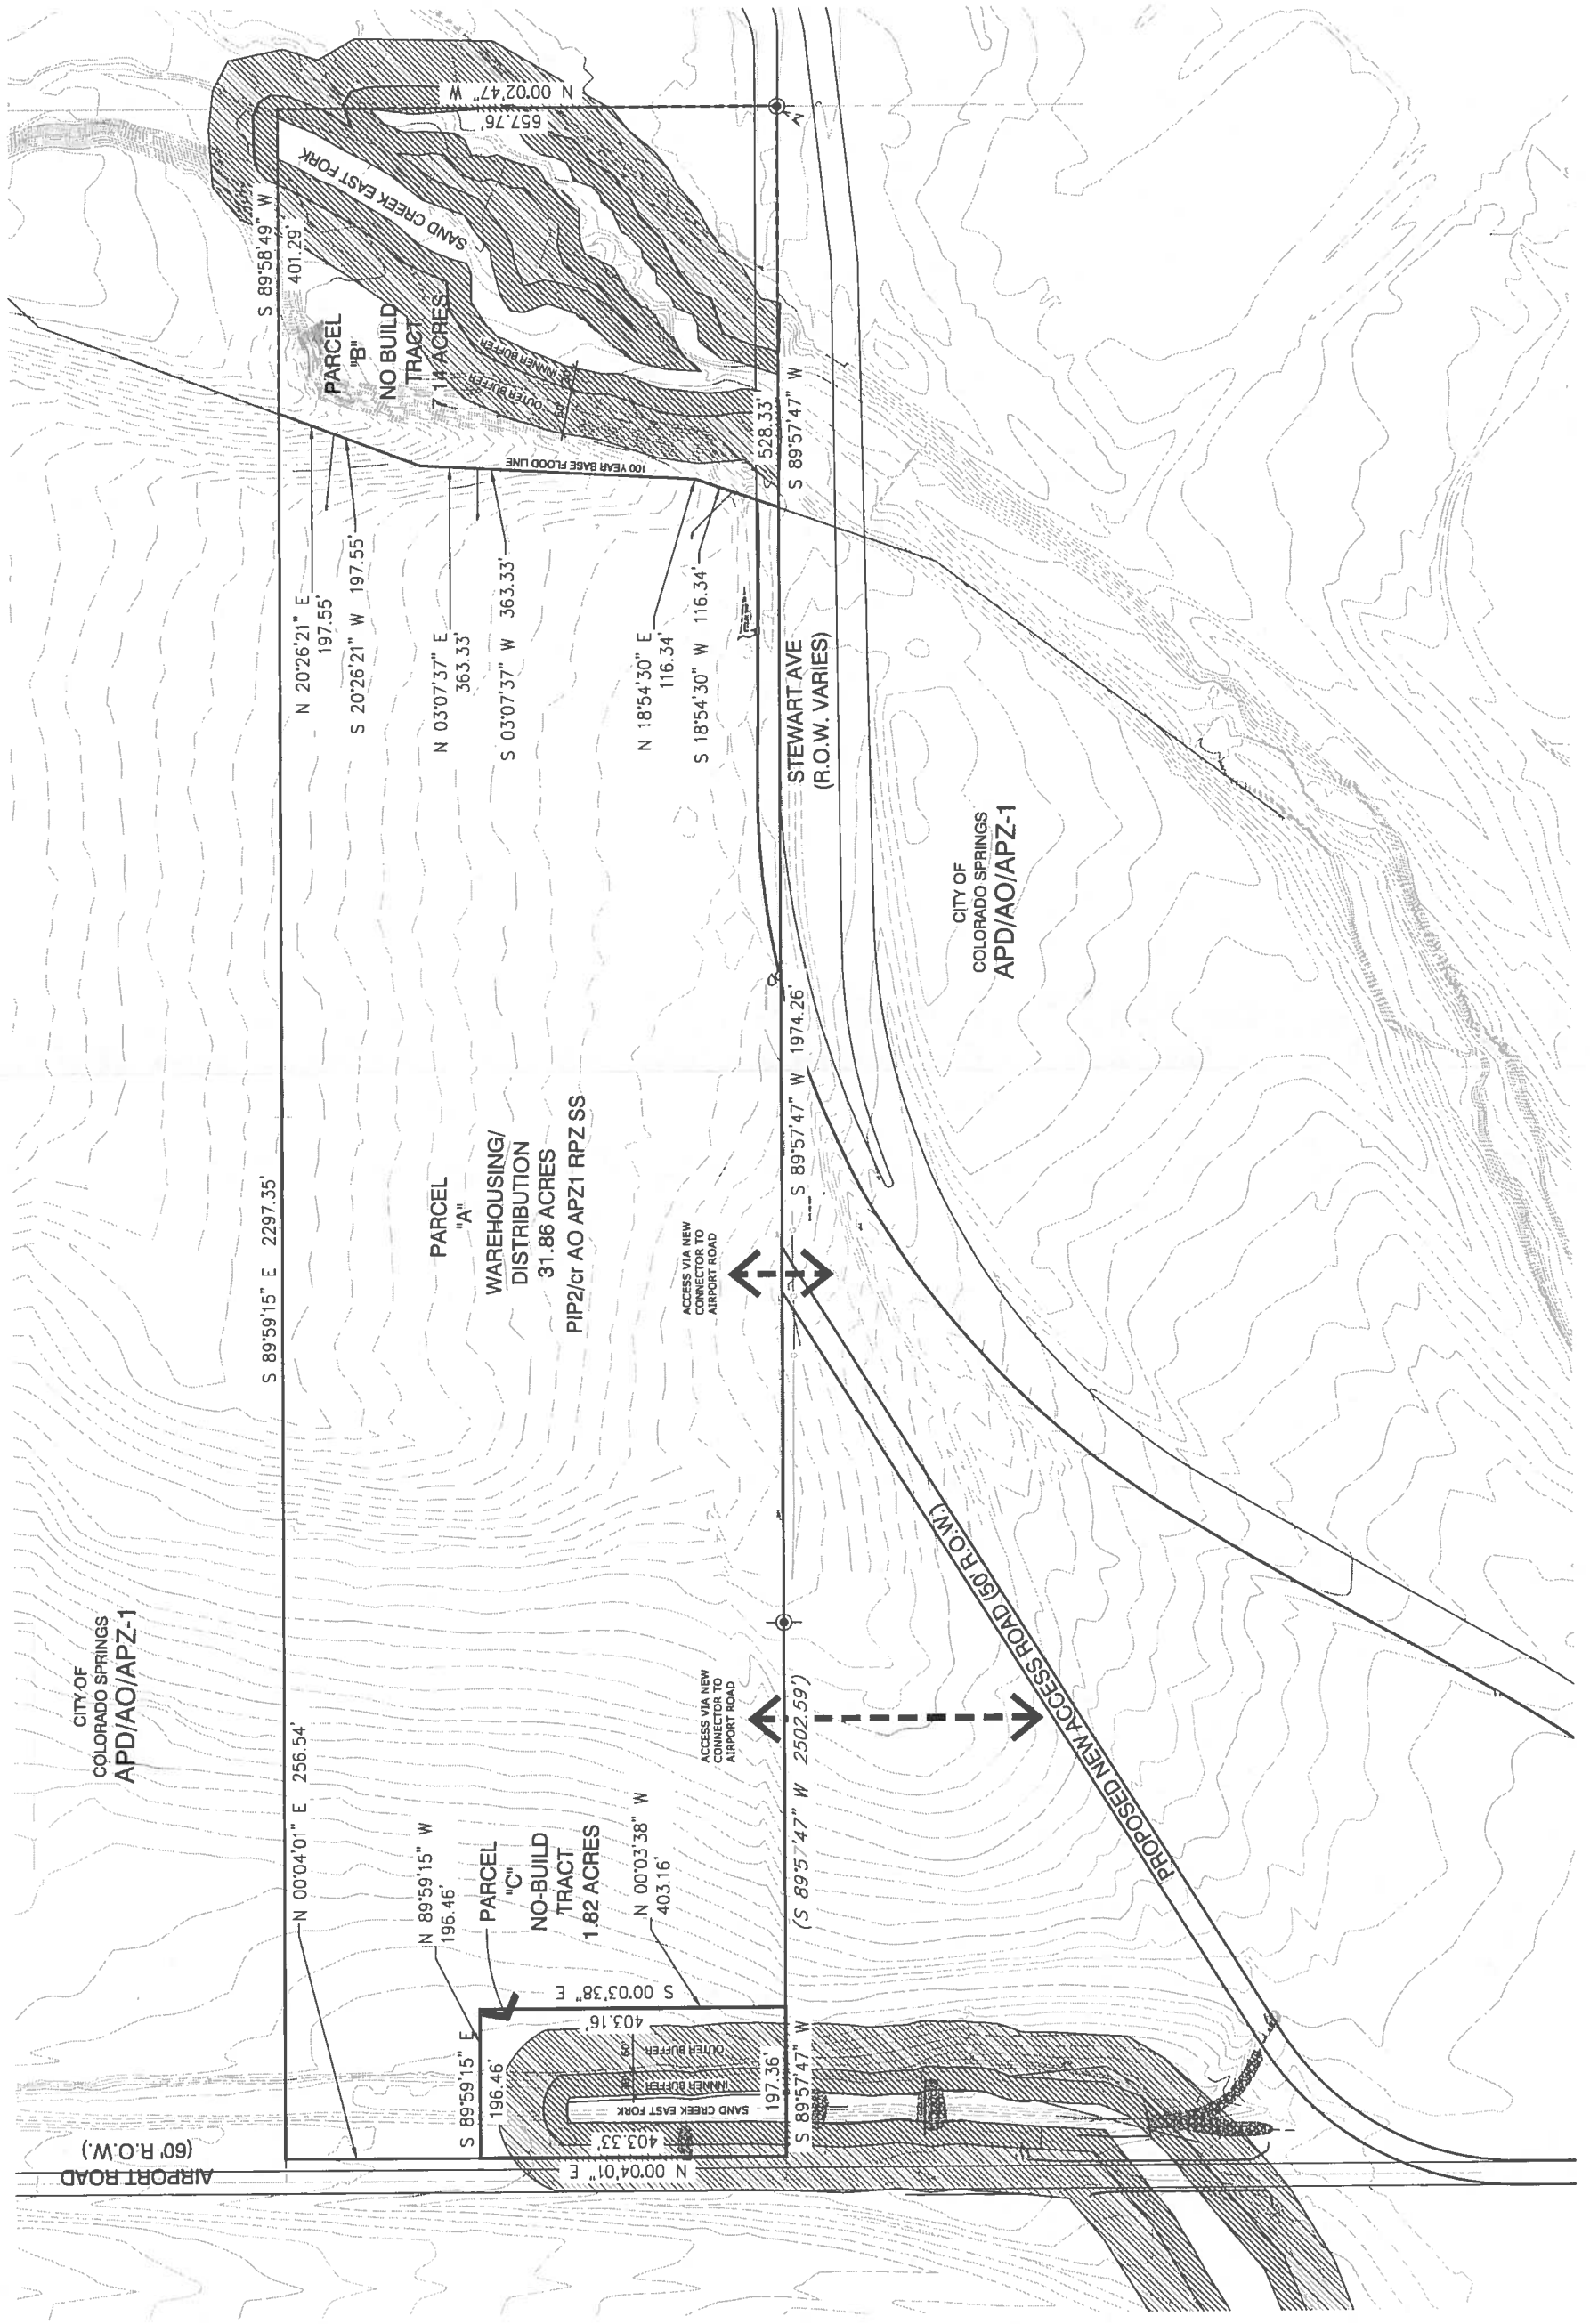 CITY OF
COLORADO SPRINGS
APD/AO/APZ-1
AIRPORT ROAD
(60' R.O.W.)
N 00°04'01" E 256.54'
S 89°59'15" E 2297.35'
S 89°58'49" W
401.29'
N 00°02'47" W
657.76'
SAND CREEK EAST FORK
PARCEL
"B"
NO BUILD
TRACT
7.14 ACRES
INNER BUFFER
OUTER BUFFER
60'
100 YEAR BASE FLOOD LINE
N 20°26'21" E
197.55'
S 20°26'21" W 197.55'
N 03°07'37" E
363.33'
S 03°07'37" W 363.33'
N 18°54'30" E
116.34'
S 18°54'30" W 116.34'
528.33'
S 89°57'47" W
PARCEL
"A"
WAREHOUSING/
DISTRIBUTION
31.86 ACRES
PIP2/cr AO APZ1 RPZ SS
N 89°59'15" W
196.46'
PARCEL
"C"
NO-BUILD
TRACT
1.82 ACRES
N 00°03'38" W
403.16'
S 89°59'15" E
196.46'
S 00°03'38" E
403.16'
60'
OUTER BUFFER
INNNER BUFFER
SAND CREEK EAST FORK
403.33'
N 00°04'01" E
197.36'
S 89°57'47" W
ACCESS VIA NEW
CONNECTOR TO
AIRPORT ROAD
ACCESS VIA NEW
CONNECTOR TO
AIRPORT ROAD
(S 89°57'47" W 2502.59')
S 89°57'47" W 1974.26'
STEWART AVE
(R.O.W. VARIES)
PROPOSED NEW ACCESS ROAD (50' R.O.W.)
CITY OF
COLORADO SPRINGS
APD/AO/APZ-1